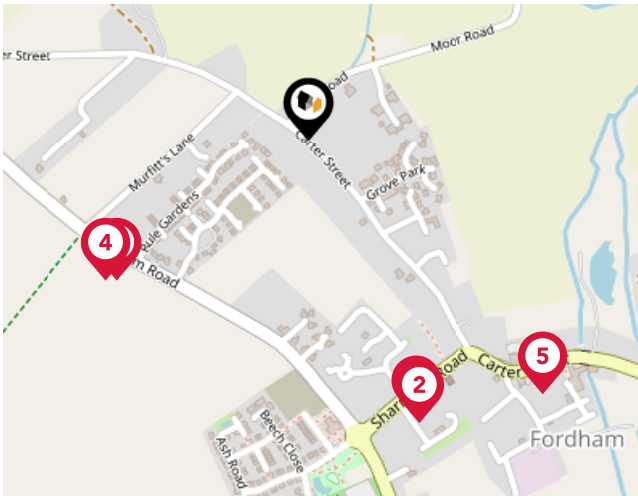 er Street
Moor Road
oad
Carter Street
Murfitt's Lane
Grove Park
Rule Gardens
4
m Road
5
2
Shar
Road
Carter
Fordham
Beech Close
Ash Road